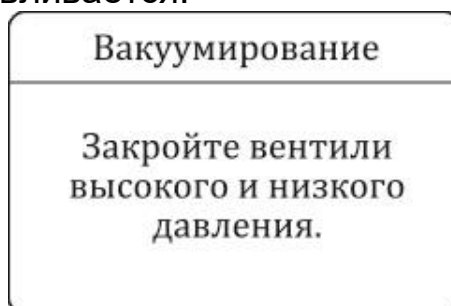 Вакуумирование
Закройте вентили
высокого и низкого
давления.